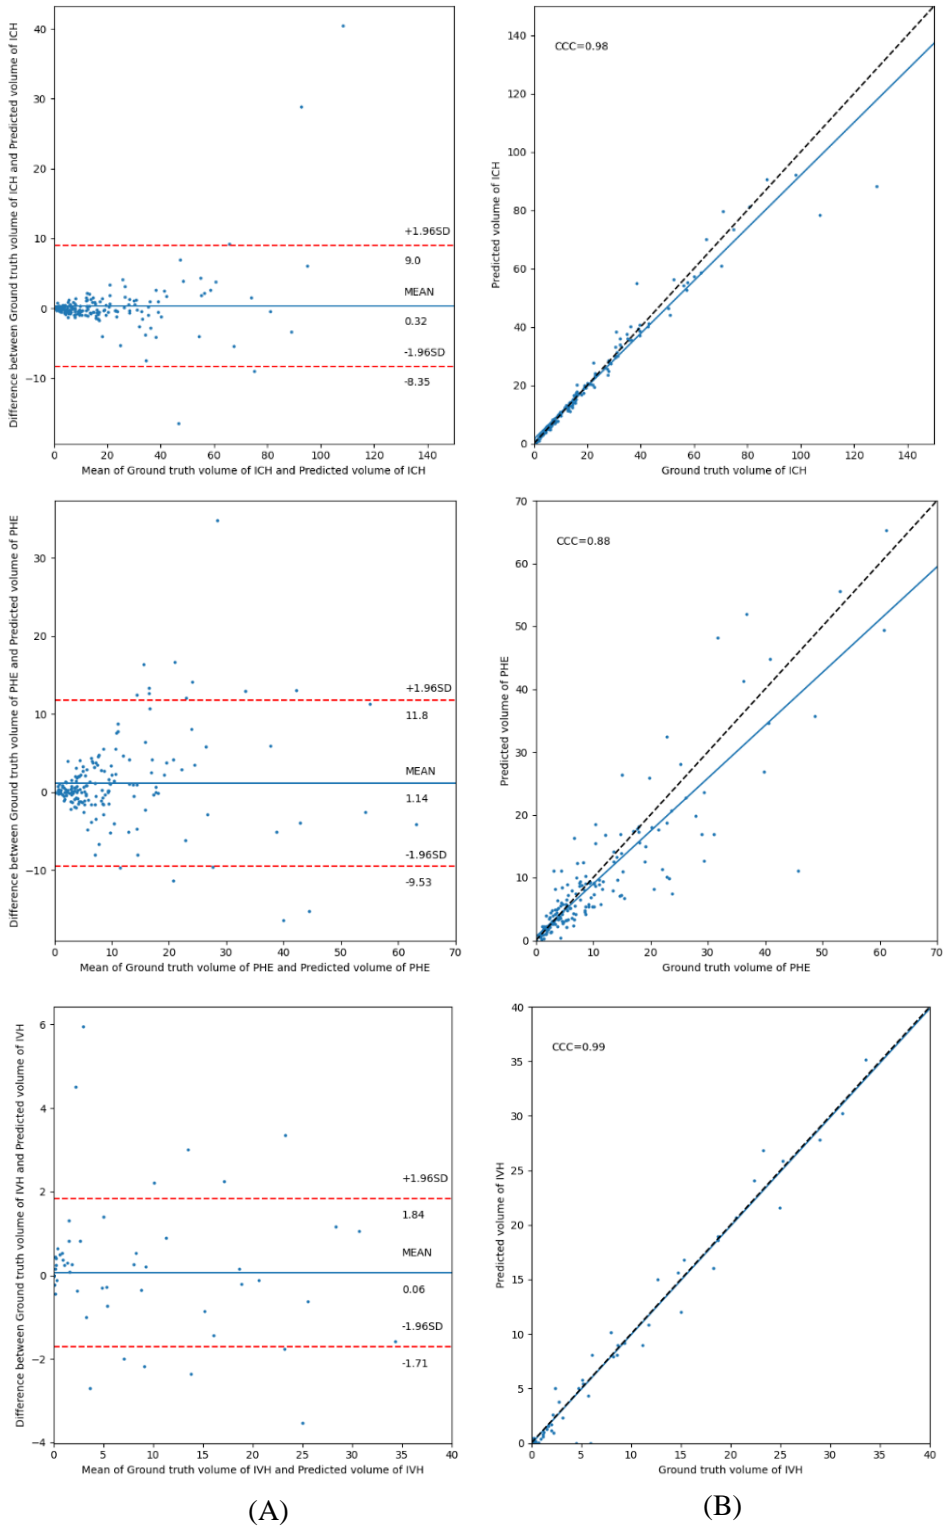 Difference between Ground truth volume of ICH and Predicted volume of ICH
40
30
20
10
0
−10
+1.96SD
9.0
MEAN
0.32
-1.96SD
-8.35
0 20 40 60 80 100 120 140
Mean of Ground truth volume of ICH and Predicted volume of ICH
Predicted volume of ICH
140
120
100
80
60
40
20
0
CCC=0.98
0 20 40 60 80 100 120 140
Ground truth volume of ICH
Difference between Ground truth volume of PHE and Predicted volume of PHE
30
20
10
0
−10
+1.96SD
11.8
MEAN
1.14
-1.96SD
-9.53
0 10 20 30 40 50 60 70
Mean of Ground truth volume of PHE and Predicted volume of PHE
Predicted volume of PHE
70
60
50
40
30
20
10
0
CCC=0.88
0 10 20 30 40 50 60 70
Ground truth volume of PHE
Difference between Ground truth volume of IVH and Predicted volume of IVH
6
4
2
0
−2
−4
+1.96SD
1.84
MEAN
0.06
-1.96SD
-1.71
0 5 10 15 20 25 30 35 40
Mean of Ground truth volume of IVH and Predicted volume of IVH
Predicted volume of IVH
40
35
30
25
20
15
10
5
0
CCC=0.99
0 5 10 15 20 25 30 35 40
Ground truth volume of IVH
(A)
(B)